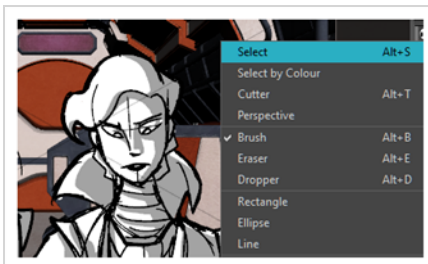 Select Alt+S
Select by Colour
Cutter Alt+T
Perspective
✓ Brush Alt+B
Eraser Alt+E
Dropper Alt+D
Rectangle
Ellipse
Line